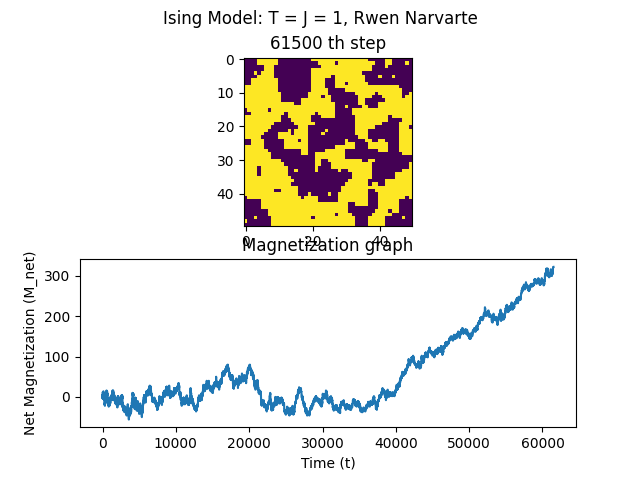 Ising Model: T = J = 1, Rwen Narvarte
61500 th step
0
10
20
30
40
0 20 40
Magnetization graph
Net Magnetization (M_net)
300
200
100
0
0 10000 20000 30000 40000 50000 60000
Time (t)